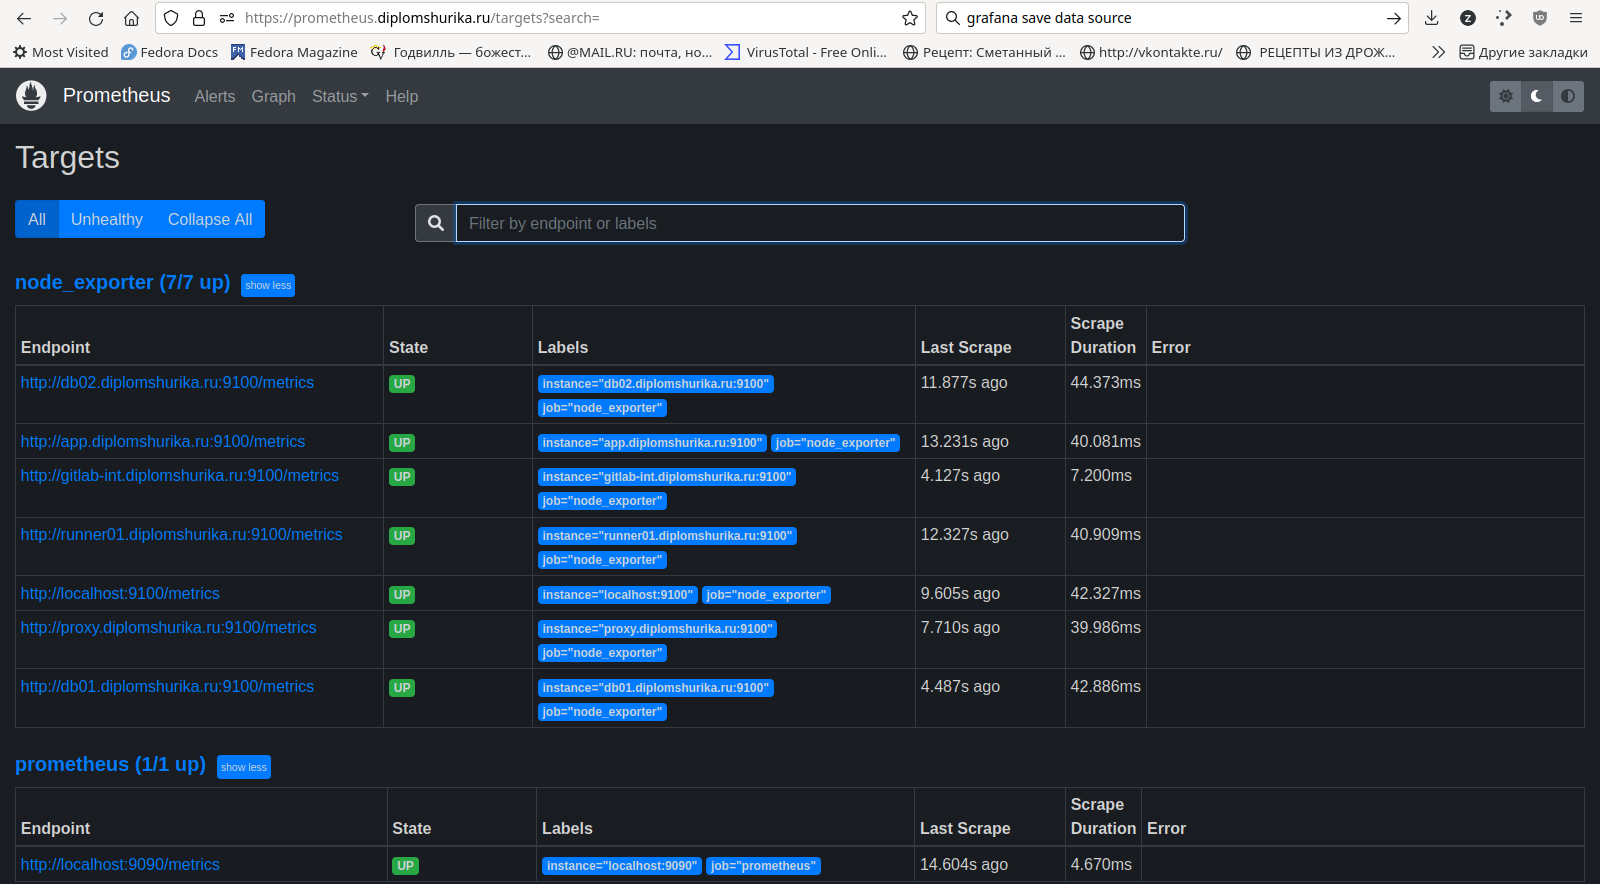 https://prometheus.diplomshurika.ru/targets?search=
grafana save data source
Most Visited Fedora Docs Fedora Magazine Годвилль — божест... @MAIL.RU: почта, но... VirusTotal - Free Onli... Рецепт: Сметанный ... http://vkontakte.ru/ РЕЦЕПТЫ ИЗ ДРОЖ... Другие закладки
Prometheus Alerts Graph Status Help
Targets
All Unhealthy Collapse All
Filter by endpoint or labels
node_exporter (7/7 up) show less
Endpoint State Labels Last Scrape Scrape Duration Error
http://db02.diplomshurika.ru:9100/metrics UP instance="db02.diplomshurika.ru:9100" 11.877s ago 44.373ms
job="node_exporter"
http://app.diplomshurika.ru:9100/metrics UP instance="app.diplomshurika.ru:9100" job="node_exporter" 13.231s ago 40.081ms
http://gitlab-int.diplomshurika.ru:9100/metrics UP instance="gitlab-int.diplomshurika.ru:9100" 4.127s ago 7.200ms
job="node_exporter"
http://runner01.diplomshurika.ru:9100/metrics UP instance="runner01.diplomshurika.ru:9100" 12.327s ago 40.909ms
job="node_exporter"
http://localhost:9100/metrics UP instance="localhost:9100" job="node_exporter" 9.605s ago 42.327ms
http://proxy.diplomshurika.ru:9100/metrics UP instance="proxy.diplomshurika.ru:9100" 7.710s ago 39.986ms
job="node_exporter"
http://db01.diplomshurika.ru:9100/metrics UP instance="db01.diplomshurika.ru:9100" 4.487s ago 42.886ms
job="node_exporter"
prometheus (1/1 up) show less
Endpoint State Labels Last Scrape Scrape Duration Error
http://localhost:9090/metrics UP instance="localhost:9090" job="prometheus" 14.604s ago 4.670ms